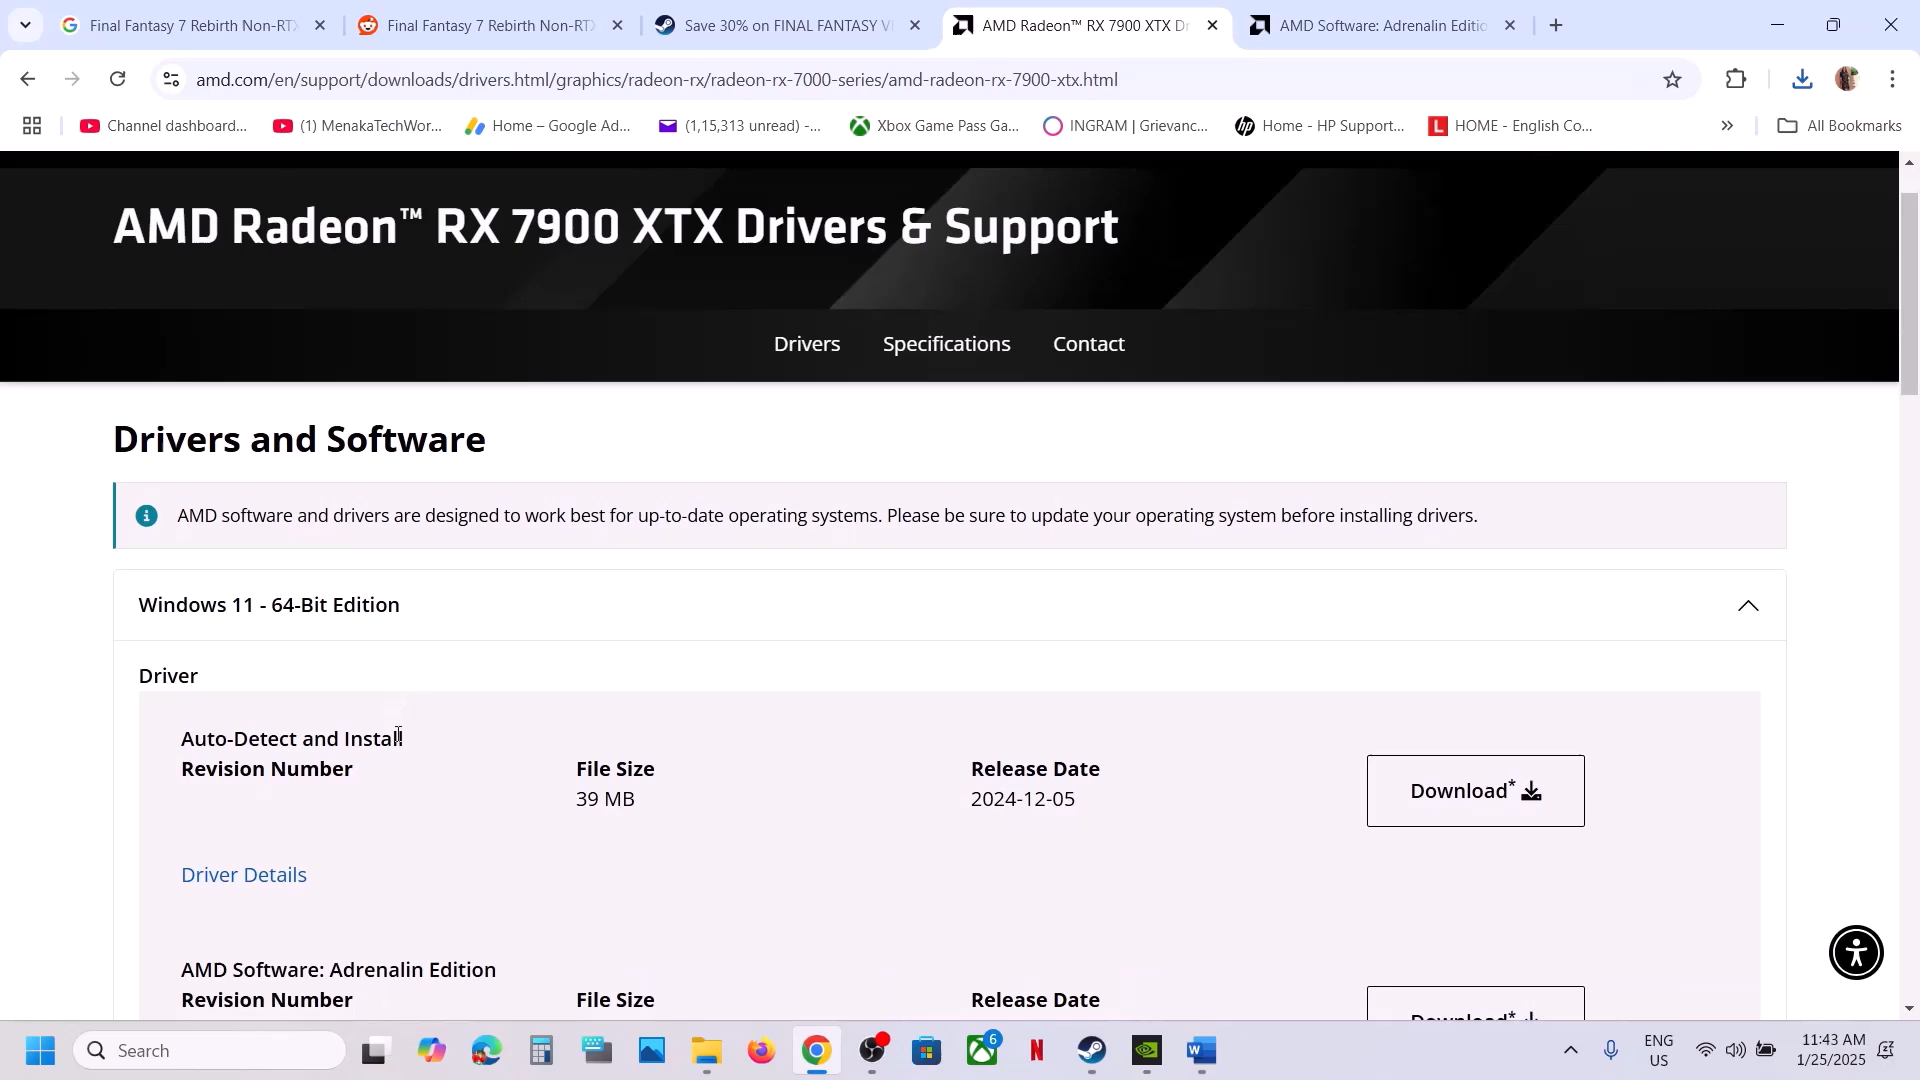 Final Fantasy 7 Rebirth Non-RTX
Final Fantasy 7 Rebirth Non-RTX
Save 30% on FINAL FANTASY VI
AMD Radeon™ RX 7900 XTX Dr
AMD Software: Adrenalin Editio
amd.com/en/support/downloads/drivers.html/graphics/radeon-rx/radeon-rx-7000-series/amd-radeon-rx-7900-xtx.html
Channel dashboard...
(1) MenakaTechWor...
Home – Google Ad...
(1,15,313 unread) -...
Xbox Game Pass Ga...
INGRAM | Grievanc...
Home - HP Support...
HOME - English Co...
All Bookmarks
AMD Radeon™ RX 7900 XTX Drivers & Support
Drivers
Specifications
Contact
Drivers and Software
AMD software and drivers are designed to work best for up-to-date operating systems. Please be sure to update your operating system before installing drivers.
Windows 11 - 64-Bit Edition
Driver
Auto-Detect and Install
Revision Number
File Size
39 MB
Release Date
2024-12-05
Download*
Driver Details
AMD Software: Adrenalin Edition
Revision Number
File Size
Release Date
Download*
Search
6
ENG
US
11:43 AM
1/25/2025